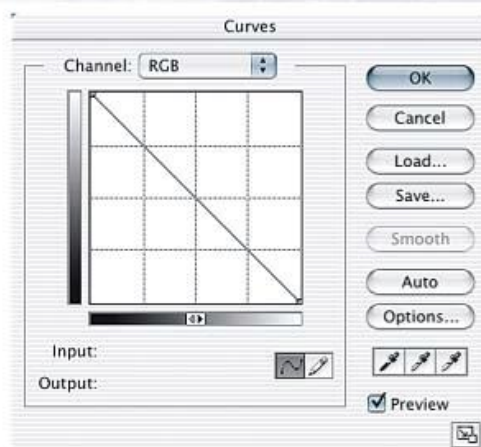 Curves
Channel: RGB
OK
Cancel
Load...
Save...
Smooth
Auto
Options...
Input:
Output:
Preview